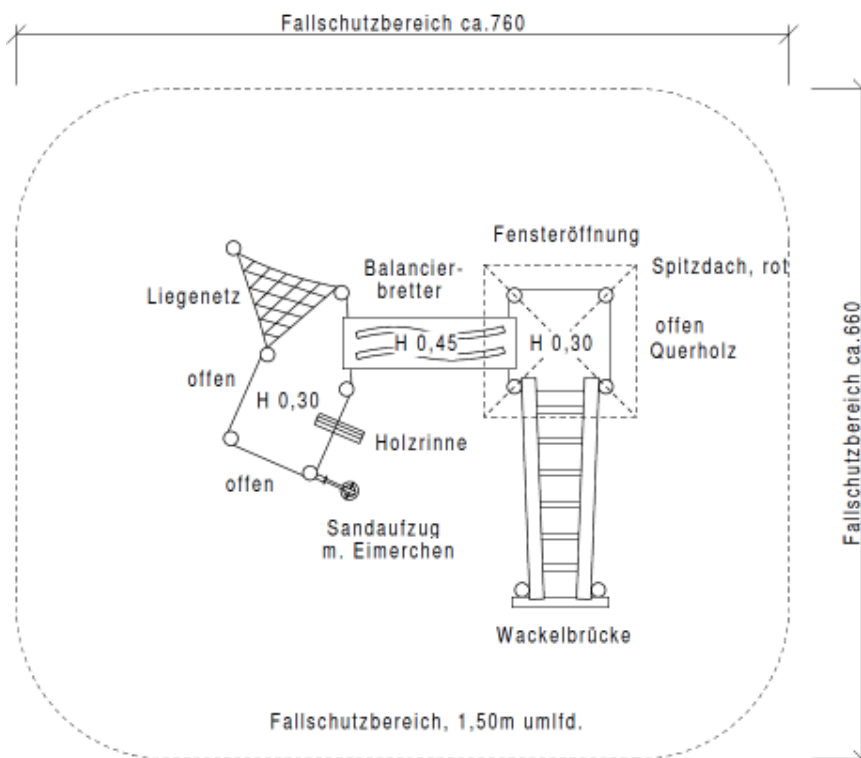 Fallschutzbereich ca.760
Fensteröffnung
Balancier-
bretter
Spitzdach, rot
Liegenetz
offen
Querholz
H 0,45
H 0,30
offen
H 0,30
Holzrinne
offen
Sandaufzug
m. Eimerchen
Wackelbrücke
Fallschutzbereich ca.660
Fallschutzbereich, 1,50m umlfd.